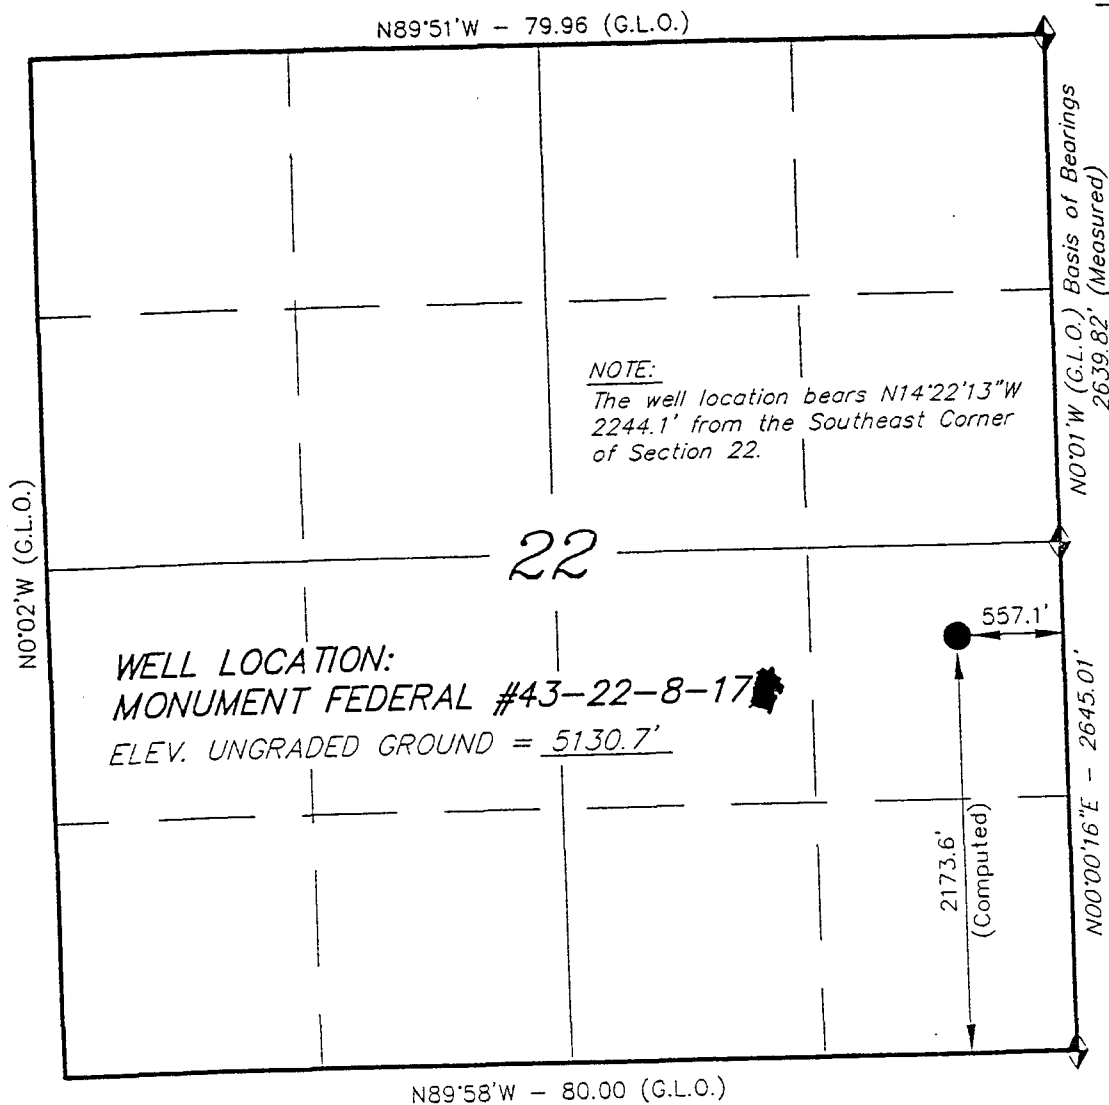 N89°51'W - 79.96 (G.L.O.)
N0°01'W (G.L.O.) Basis of Bearings
2639.82' (Measured)
NOTE:
The well location bears N14°22'13"W
2244.1' from the Southeast Corner
of Section 22.
N0°02'W (G.L.O.)
22
557.1'
WELL LOCATION:
MONUMENT FEDERAL #43-22-8-17
ELEV. UNGRADED GROUND = 5130.7'
2173.6'
(Computed)
N00°00'16"E - 2645.01'
N89°58'W - 80.00 (G.L.O.)